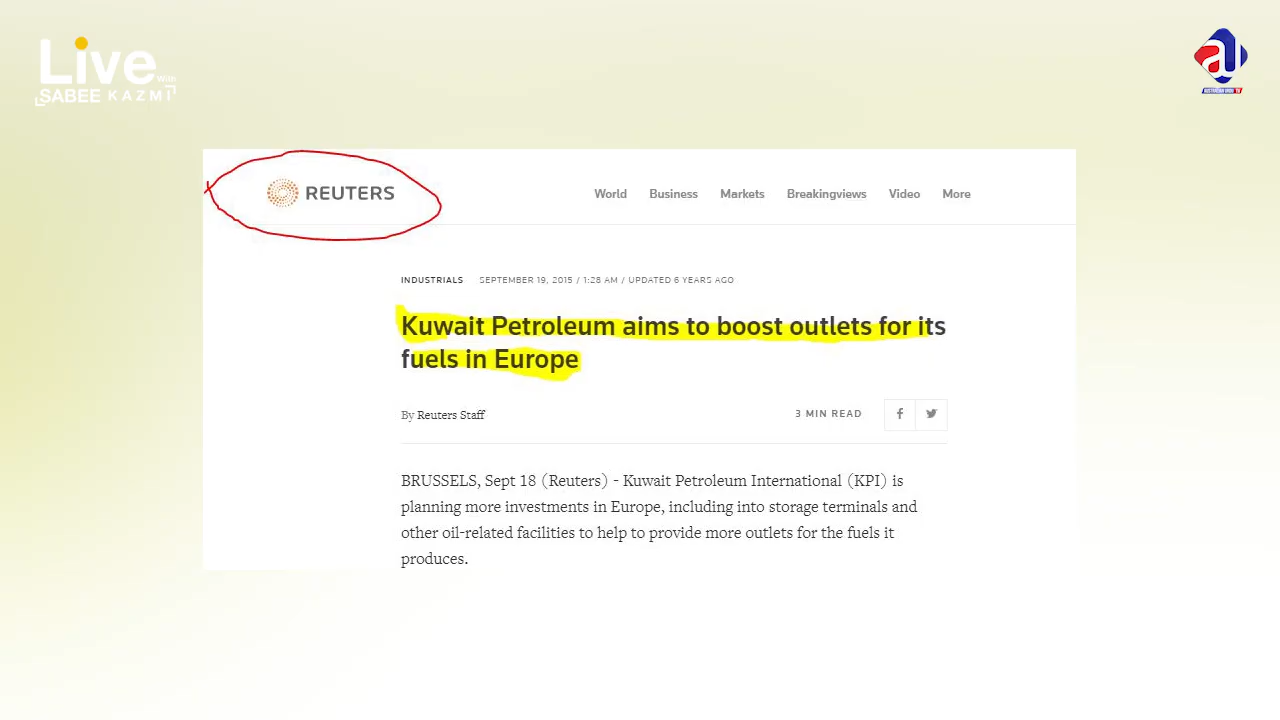 Live
With
SABEE KAZMI
AUSTRALIAN URDU TV
REUTERS
World Business Markets Breakingviews Video More
INDUSTRIALS SEPTEMBER 19, 2015 / 1:28 AM / UPDATED 6 YEARS AGO
Kuwait Petroleum aims to boost outlets for its
fuels in Europe
By Reuters Staff
3 MIN READ
BRUSSELS, Sept 18 (Reuters) - Kuwait Petroleum International (KPI) is
planning more investments in Europe, including into storage terminals and
other oil-related facilities to help to provide more outlets for the fuels it
produces.